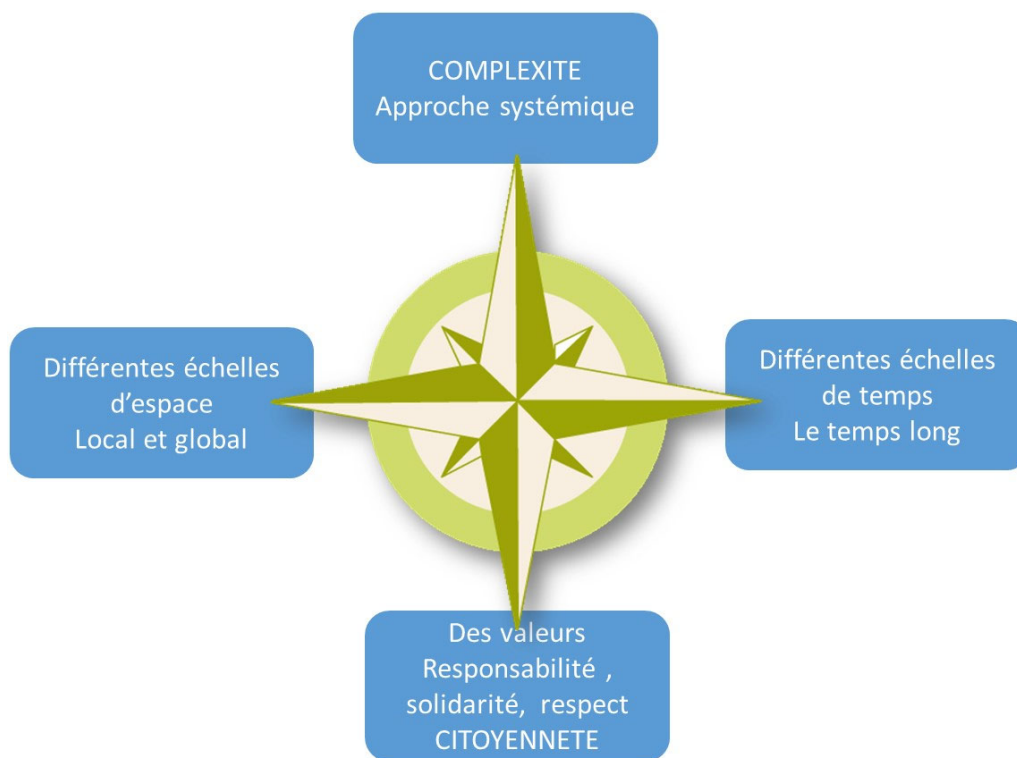 COMPLEXITE
Approche systémique
Différentes échelles
d'espace
Local et global
Différentes échelles
de temps
Le temps long
Des valeurs
Responsabilité ,
solidarité, respect
CITOYENNETE